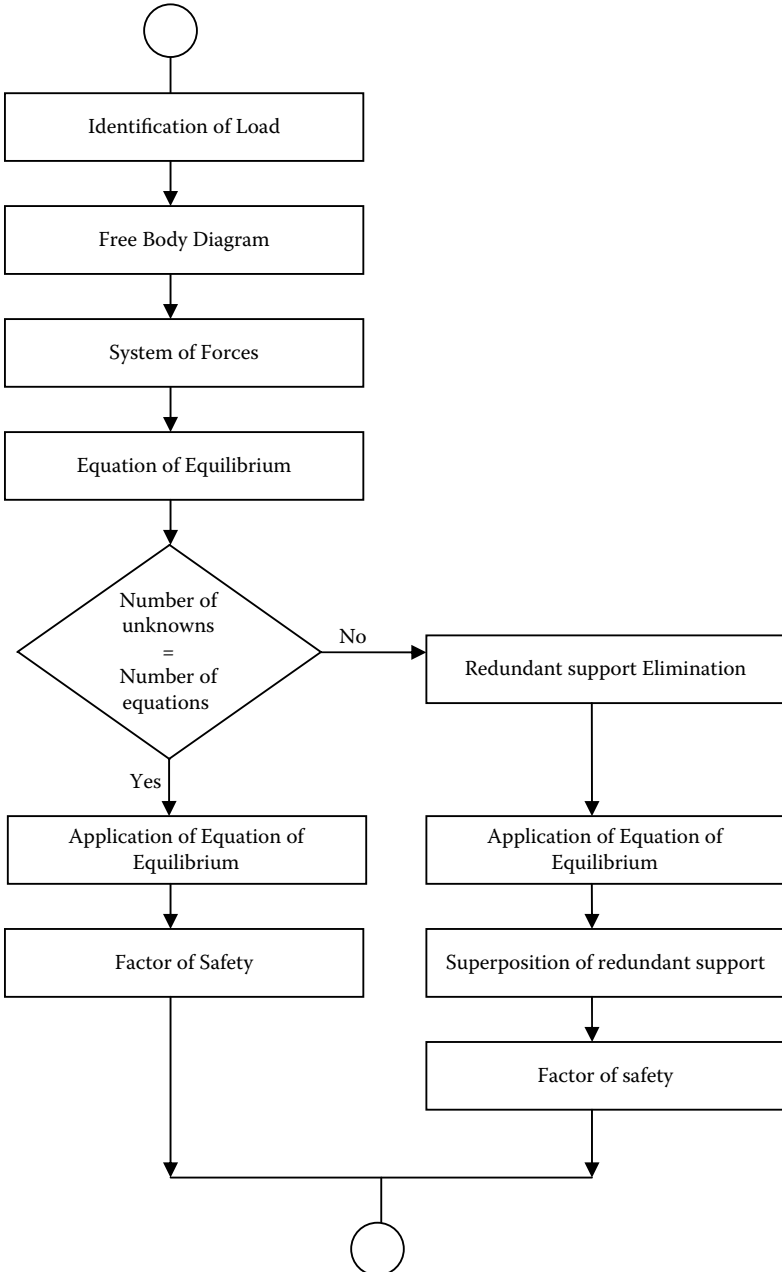 Identification of Load
Free Body Diagram
System of Forces
Equation of Equilibrium
Number of
unknowns
=
Number of
equations
No
Redundant support Elimination
Yes
Application of Equation of
Equilibrium
Application of Equation of
Equilibrium
Factor of Safety
Superposition of redundant support
Factor of safety